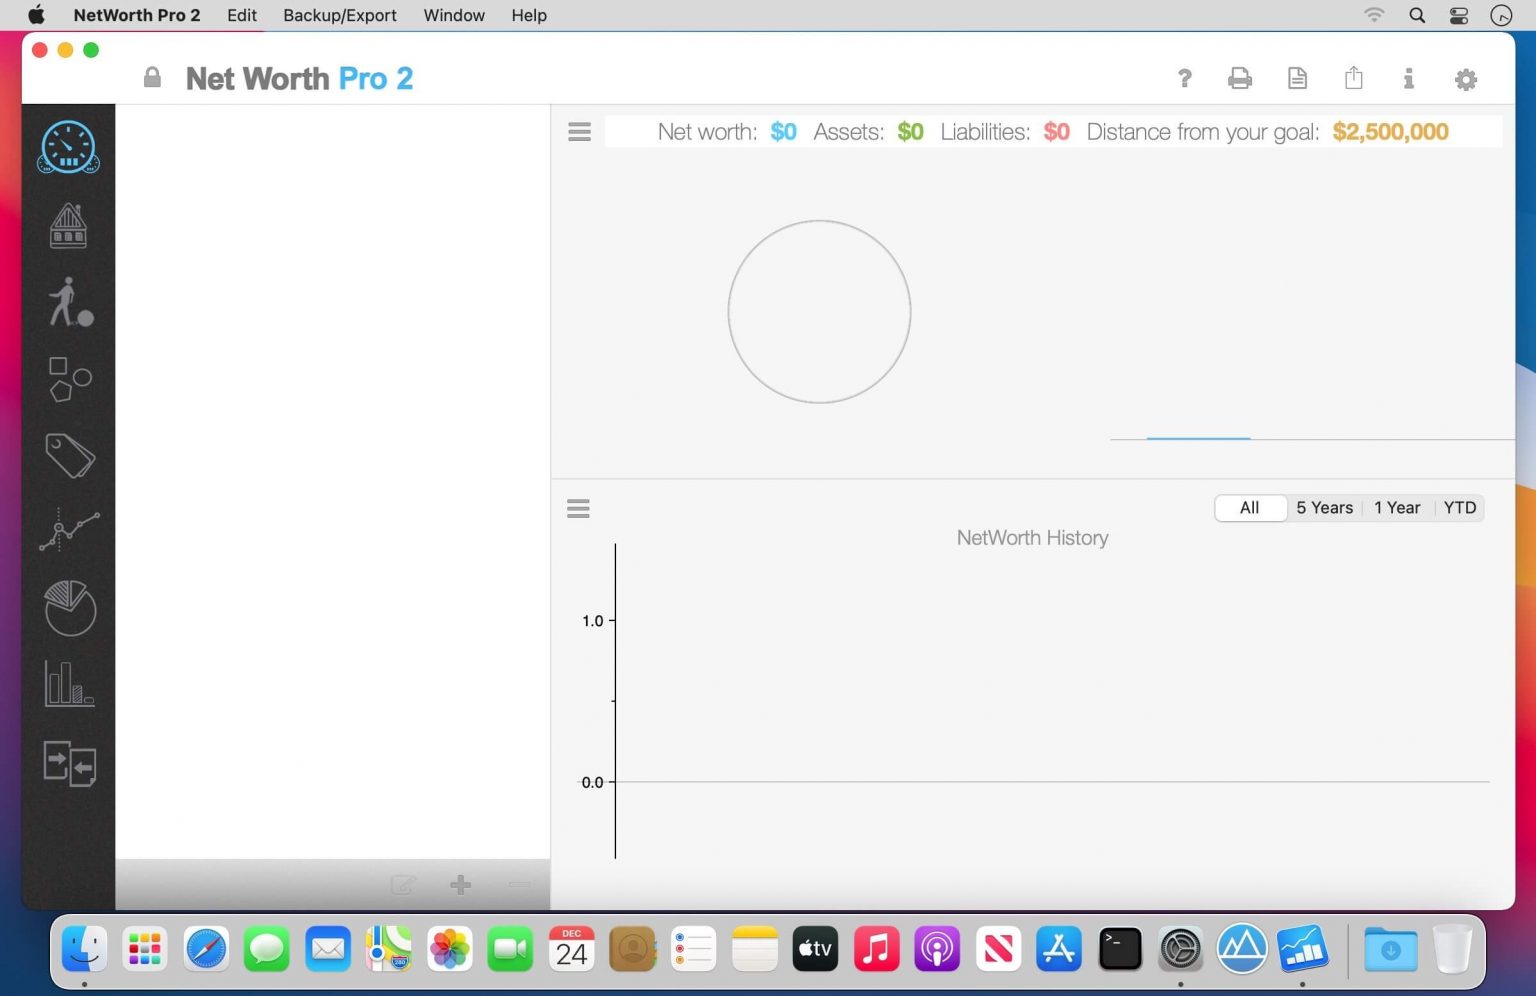 NetWorth Pro 2 Edit Backup/Export Window Help
Net Worth Pro 2
?
Net worth: $0 Assets: $0 Liabilities: $0 Distance from your goal: $2,500,000
All 5 Years 1 Year YTD
NetWorth History
1.0
0.0
DEC
24
280
tv
>_